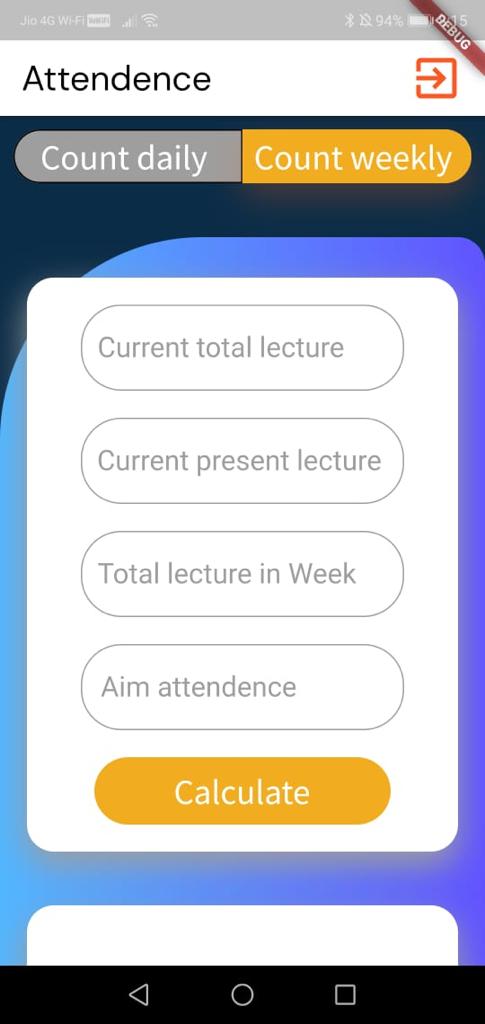 Jio 4G Wi-Fi VoWiFi 94% 15
DEBUG
Attendence
Count daily Count weekly
Current total lecture
Current present lecture
Total lecture in Week
Aim attendence
Calculate